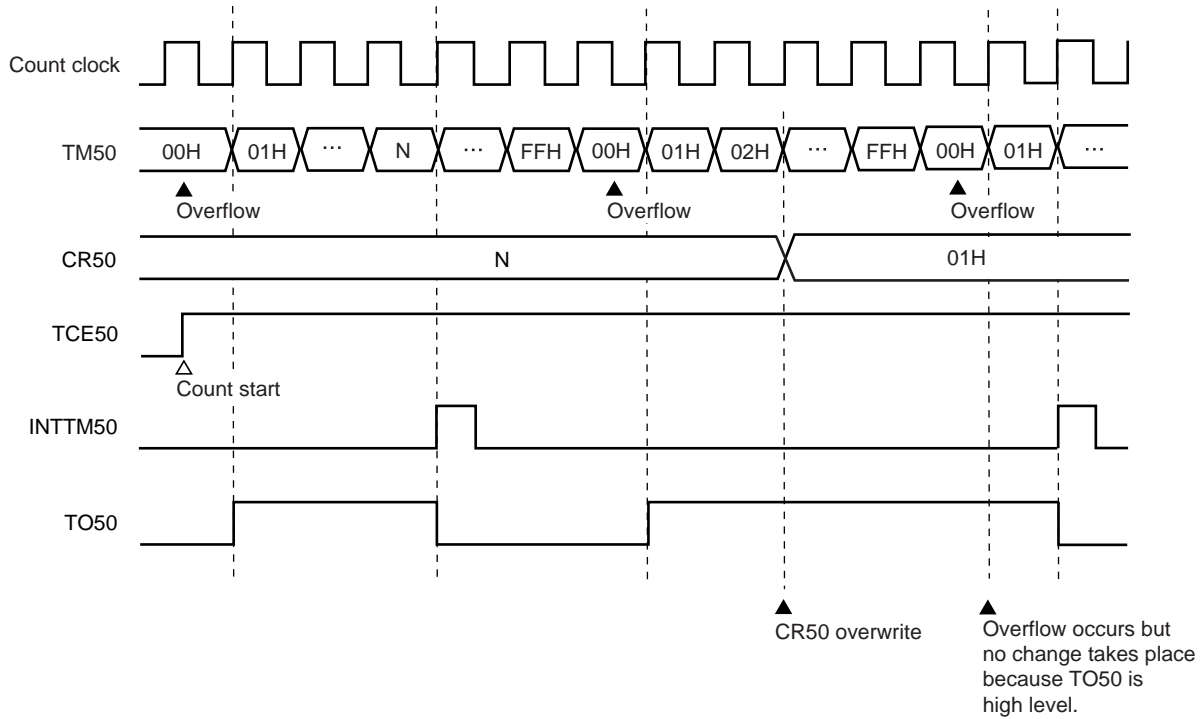 Count clock
TM50 00H 01H ··· N ··· FFH 00H 01H 02H ··· FFH 00H 01H ···
Overflow Overflow Overflow
CR50 N 01H
TCE50
Count start
INTTM50
TO50
CR50 overwrite
Overflow occurs but
no change takes place
because TO50 is
high level.